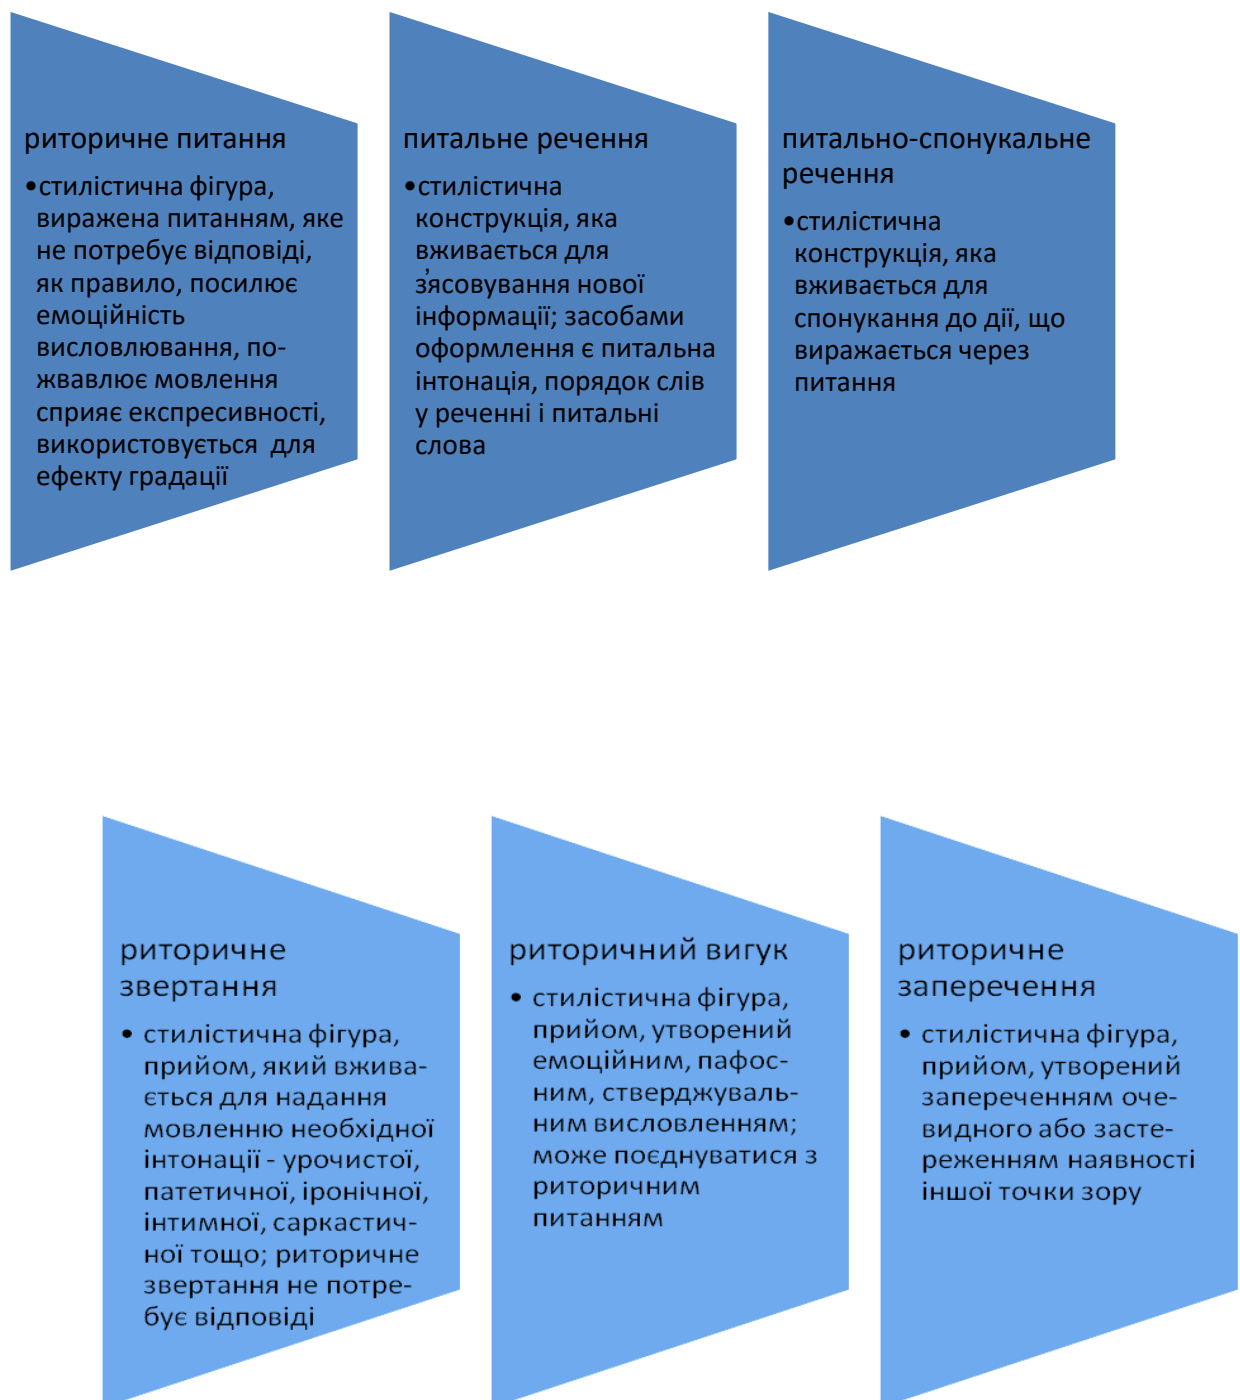 риторичне питання
•стилістична фігура,
виражена питанням, яке
не потребує відповіді,
як правило, посилює
емоційність
висловлювання, по-
жвавлює мовлення
сприяє експресивності,
використовується для
ефекту градації
питальне речення
•стилістична
конструкція, яка
вживається для
з’ясовування нової
інформації; засобами
оформлення є питальна
інтонація, порядок слів
у реченні і питальні
слова
питально-спонукальне
речення
•стилістична
конструкція, яка
вживається для
спонукання до дії, що
виражається через
питання
риторичне
звертання
• стилістична фігура,
прийом, який вжива-
ється для надання
мовленню необхідної
інтонації - урочистої,
патетичної, іронічної,
інтимної, саркастич-
ної тощо; риторичне
звертання не потре-
бує відповіді
риторичний вигук
• стилістична фігура,
прийом, утворений
емоційним, пафос-
ним, стверджуваль-
ним висловленням;
може поєднуватися з
риторичним
питанням
риторичне
заперечення
• стилістична фігура,
прийом, утворений
запереченням оче-
видного або засте-
реженням наявності
іншої точки зору